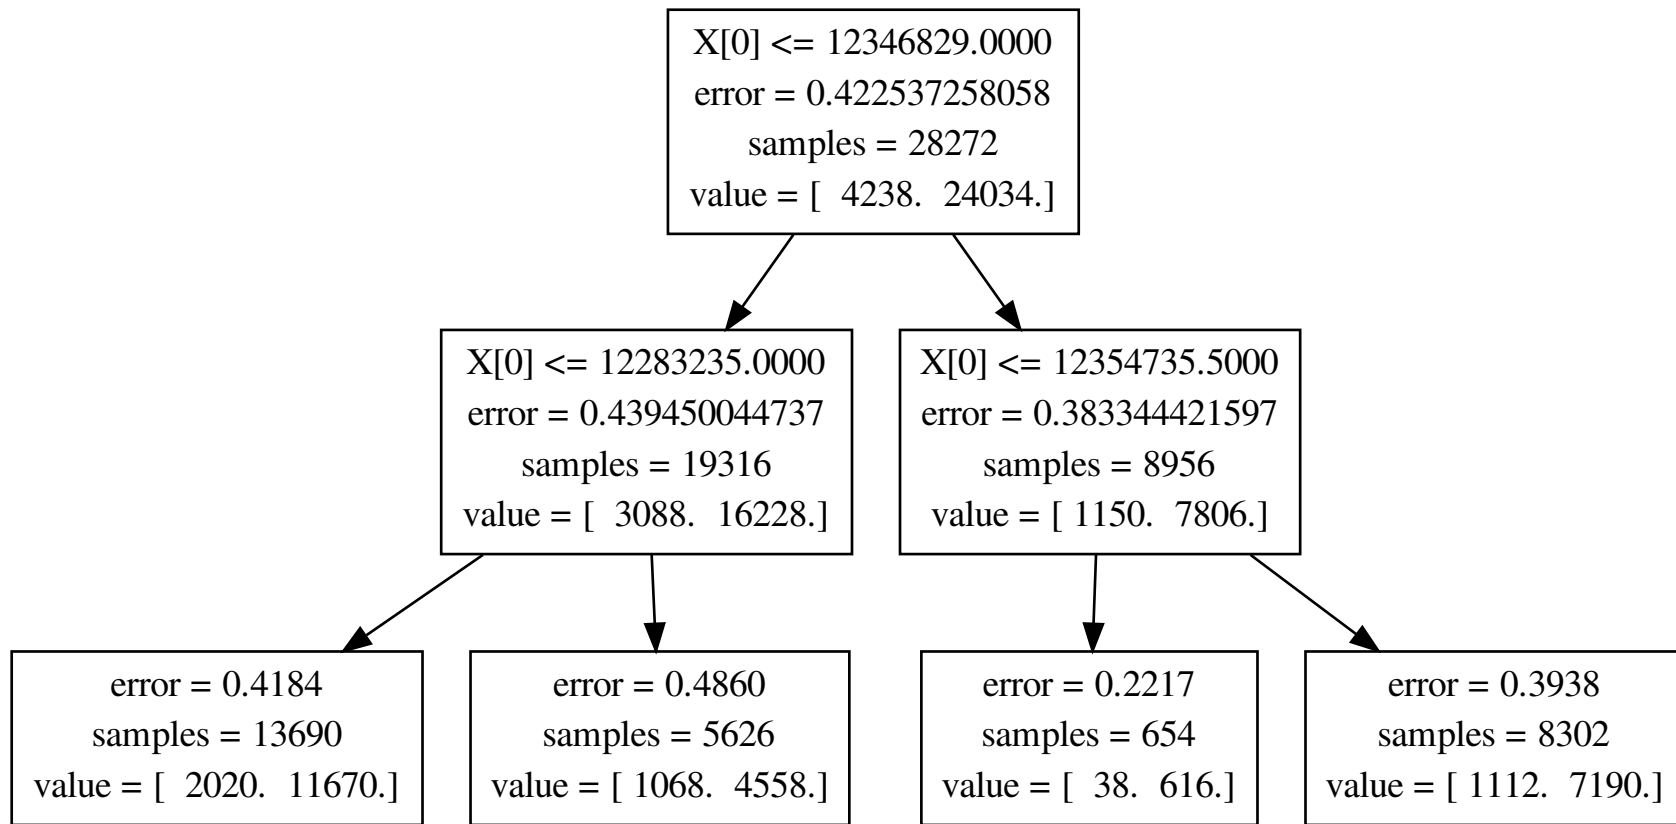 X[0] <= 12346829.0000
error = 0.422537258058
samples = 28272
value = [  4238.  24034.]
X[0] <= 12283235.0000
error = 0.439450044737
samples = 19316
value = [  3088.  16228.]
X[0] <= 12354735.5000
error = 0.383344421597
samples = 8956
value = [ 1150.  7806.]
error = 0.4184
samples = 13690
value = [  2020.  11670.]
error = 0.4860
samples = 5626
value = [ 1068.  4558.]
error = 0.2217
samples = 654
value = [  38.  616.]
error = 0.3938
samples = 8302
value = [ 1112.  7190.]